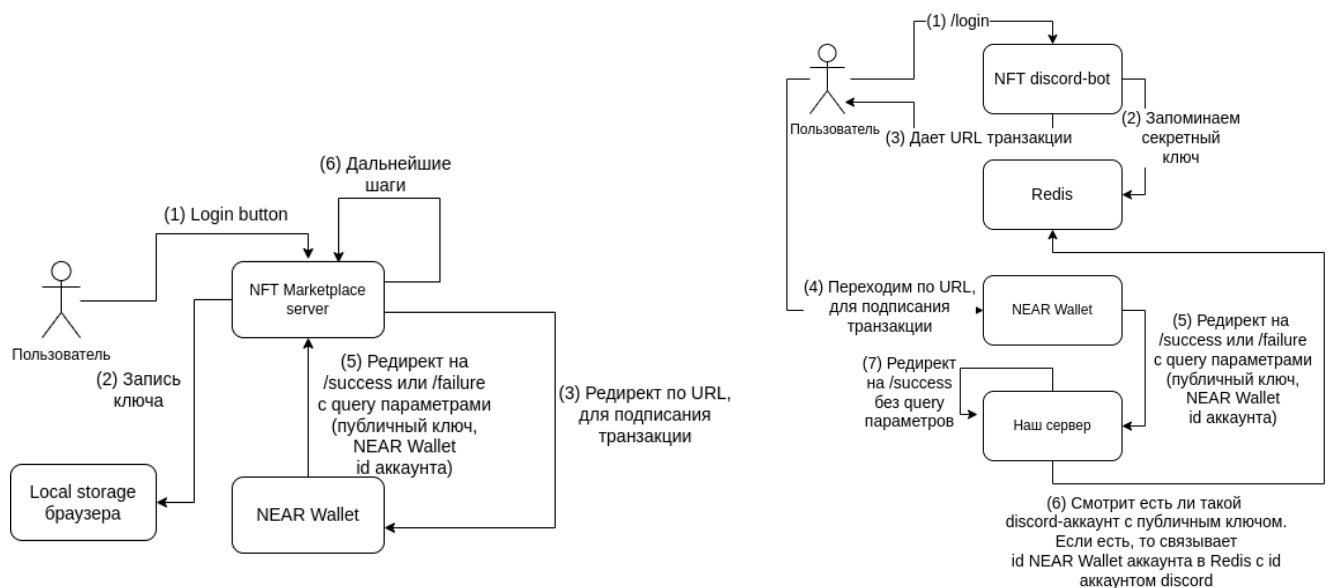 (1) Login button
(6) Дальнейшие
шаги
Пользователь
NFT Marketplace
server
(2) Запись
ключа
(5) Редирект на
/success или /failure
с query параметрами
(публичный ключ,
NEAR Wallet
id аккаунта)
(3) Редирект по URL,
для подписания
транзакции
Local storage
браузера
NEAR Wallet
(1) /login
Пользователь
NFT discord-bot
(2) Запоминаем
секретный
ключ
(3) Дает URL транзакции
Redis
(4) Переходим по URL,
для подписания
транзакции
NEAR Wallet
(5) Редирект на
/success или /failure
с query параметрами
(публичный ключ,
NEAR Wallet
id аккаунта)
(7) Редирект
на /success
без query
параметров
Наш сервер
(6) Смотрит есть ли такой
discord-аккаунт с публичным ключом.
Если есть, то связывает
id NEAR Wallet аккаунта в Redis с id
аккаунтом discord